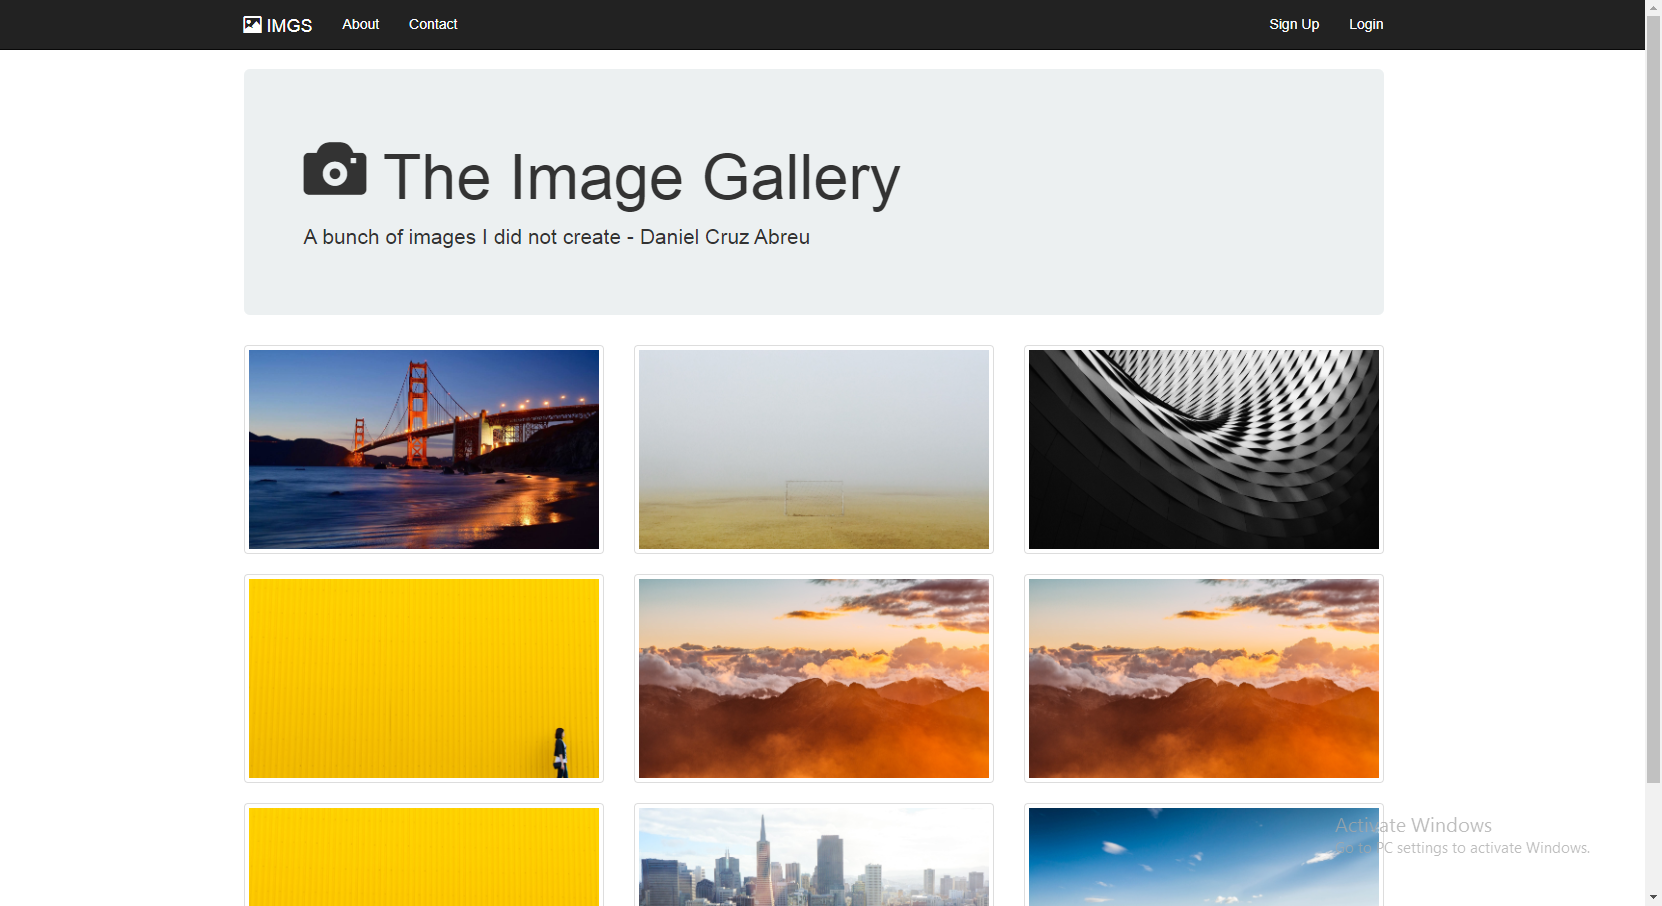 IMGS About Contact Sign Up Login
The Image Gallery
A bunch of images I did not create - Daniel Cruz Abreu
Activate Windows
Go to PC settings to activate Windows.